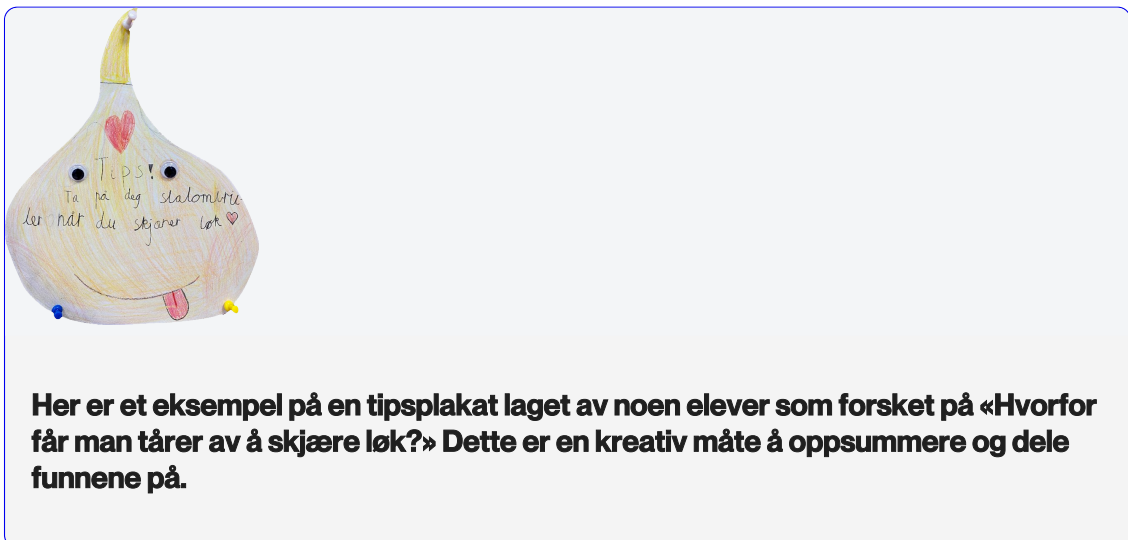 Tips!
Ta på deg slalombril-
ler når du skjærer løk
Her er et eksempel på en tipsplakat laget av noen elever som forsket på «Hvorfor
får man tårer av å skjære løk?» Dette er en kreativ måte å oppsummere og dele
funnene på.